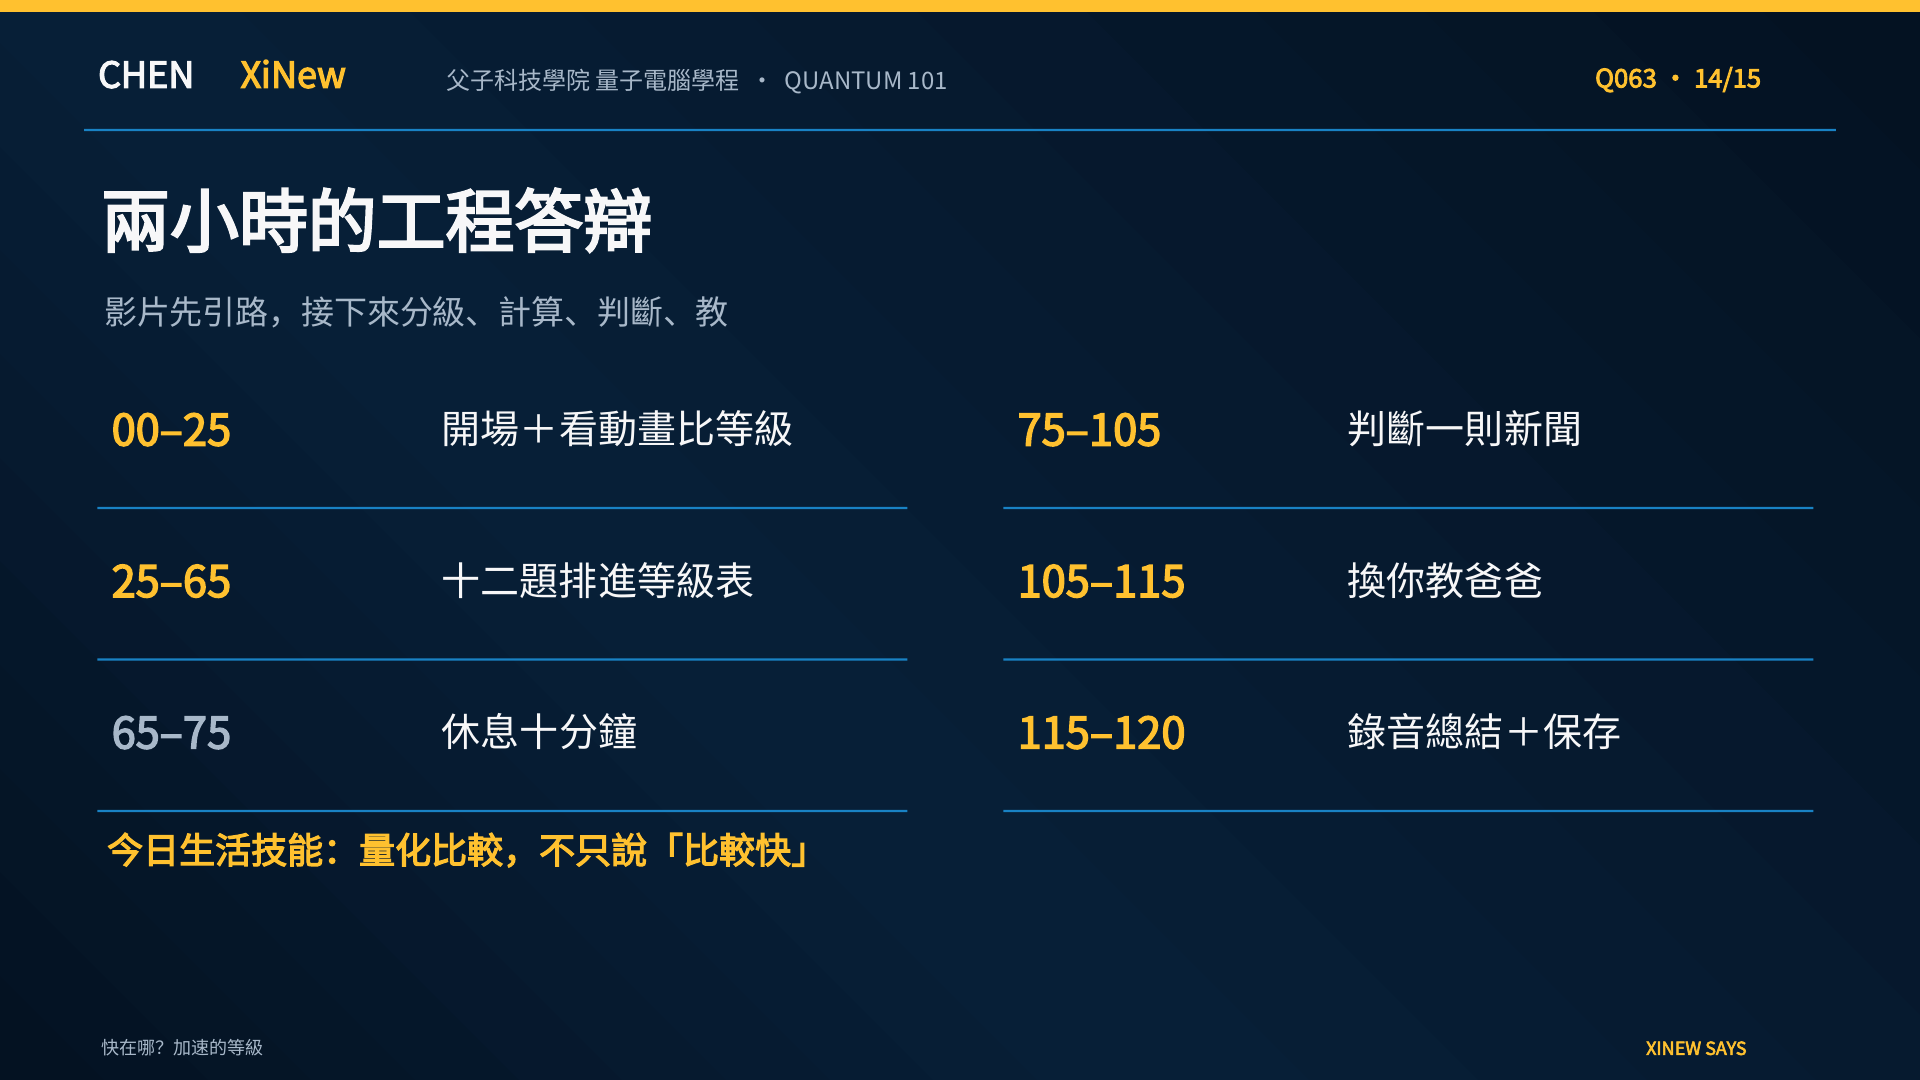 CHEN XiNew 父子科技學院 量子電腦學程 · QUANTUM 101
Q063 · 14/15
兩小時的工程答辯
影片先引路，接下來分級、計算、判斷、教
00–25 開場＋看動畫比等級
25–65 十二題排進等級表
65–75 休息十分鐘
75–105 判斷一則新聞
105–115 換你教爸爸
115–120 錄音總結＋保存
今日生活技能：量化比較，不只說「比較快」
快在哪？加速的等級
XINEW SAYS